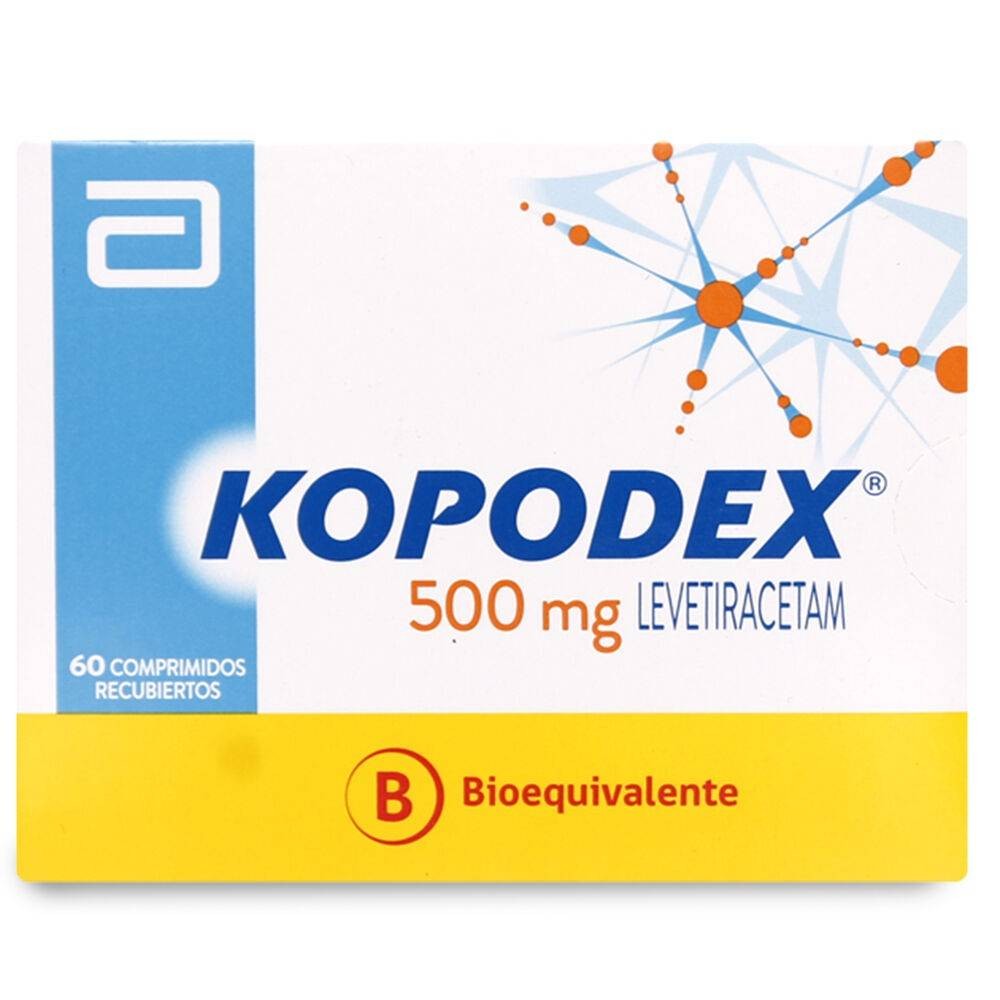 KOPODEX®
500 mg LEVETIRACETAM
60 COMPRIMIDOS
RECUBIERTOS
B Bioequivalente